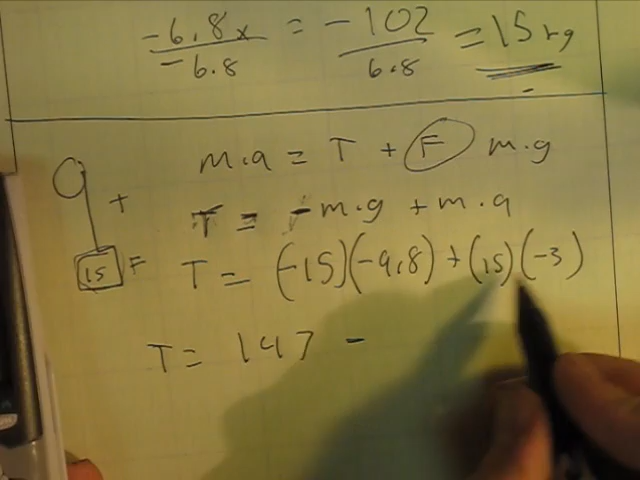 -6.8x / -6.8 = -102 / 6.8 = 15 kg
m.a = T + F m.g
+
T = -m.g + m.a
15 F
T = (-15)(-9.8) + (15)(-3)
T = 147 -